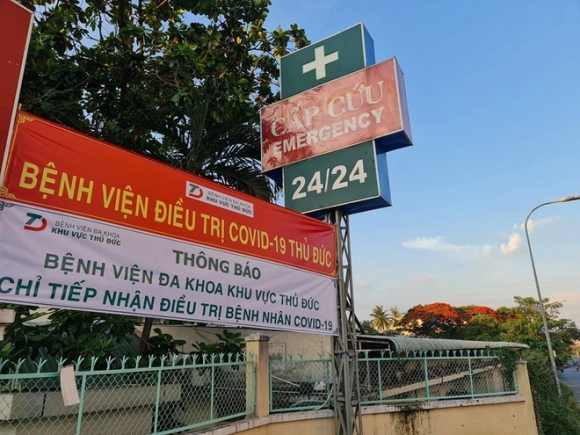 CẤP CỨU
EMERGENCY
24/24
BỆNH VIỆN ĐA KHOA
KHU VỰC THỦ ĐỨC
BỆNH VIỆN ĐIỀU TRỊ COVID-19 THỦ ĐỨC
BỆNH VIỆN ĐA KHOA
KHU VỰC THỦ ĐỨC
THÔNG BÁO
BỆNH VIỆN ĐA KHOA KHU VỰC THỦ ĐỨC
CHỈ TIẾP NHẬN ĐIỀU TRỊ BỆNH NHÂN COVID-19